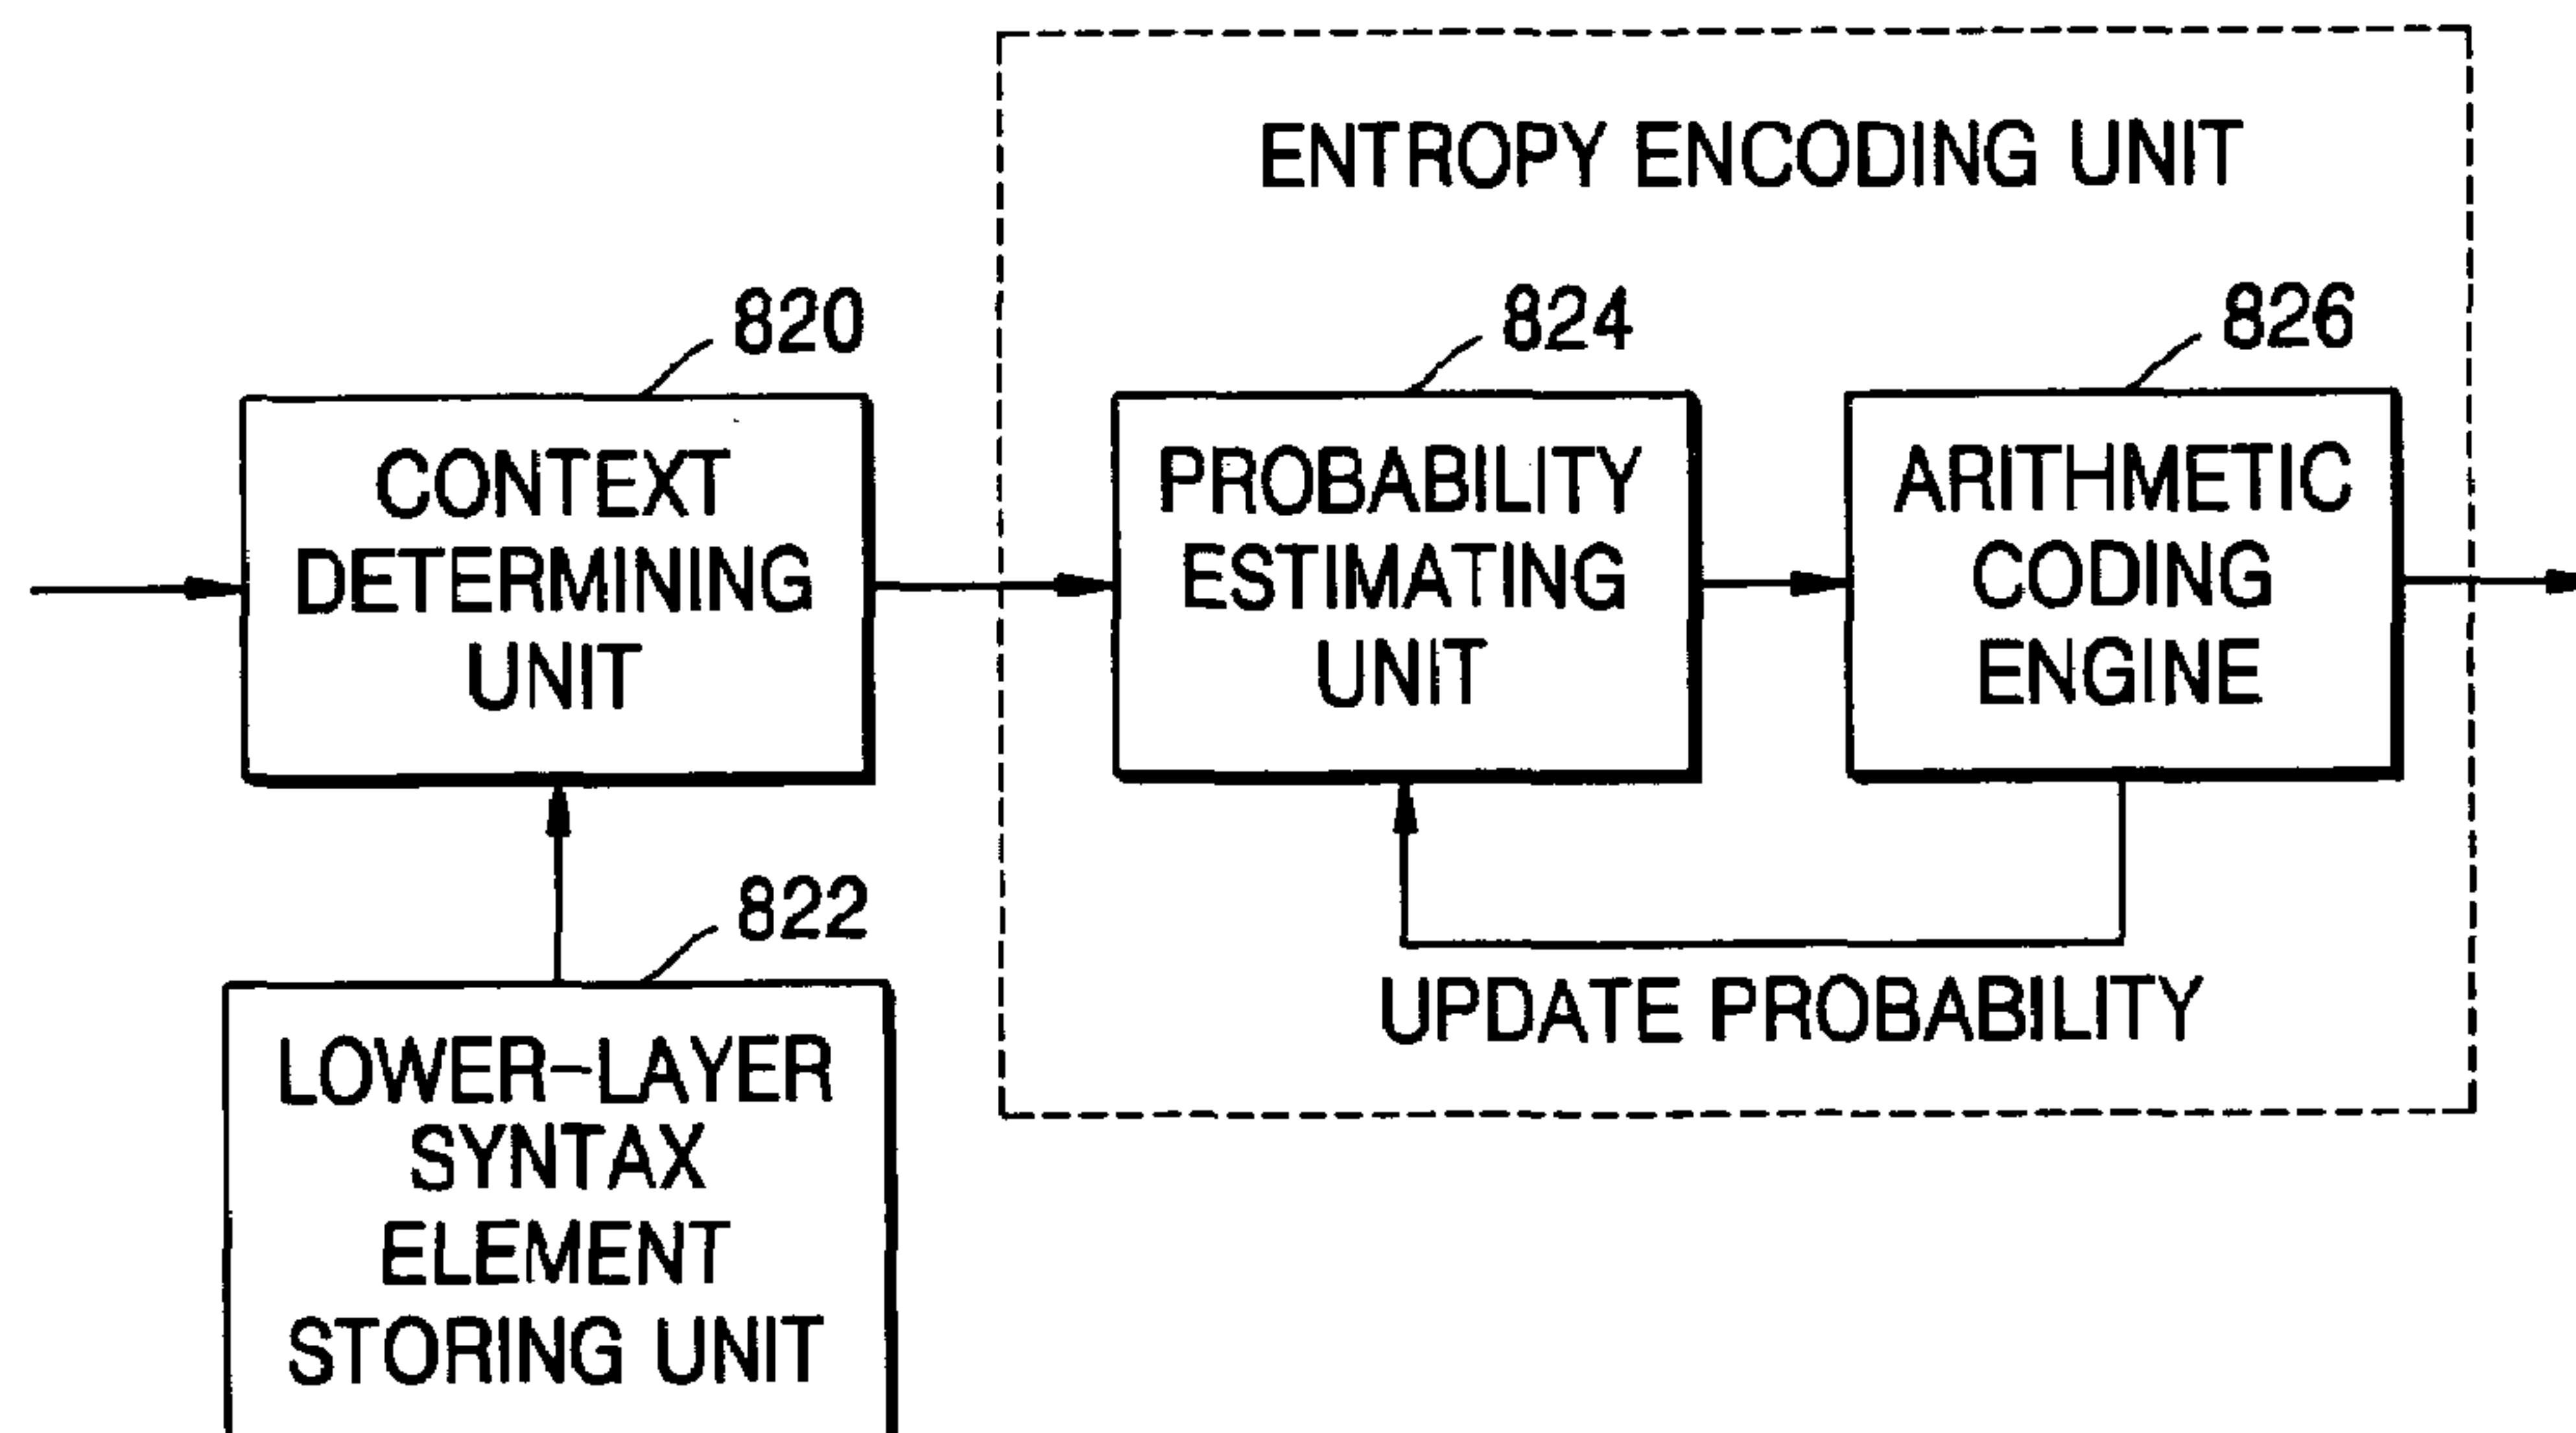 ENTROPY ENCODING UNIT
820
824
826
CONTEXT
DETERMINING
UNIT
PROBABILITY
ESTIMATING
UNIT
ARITHMETIC
CODING
ENGINE
822
UPDATE PROBABILITY
LOWER-LAYER
SYNTAX
ELEMENT
STORING UNIT